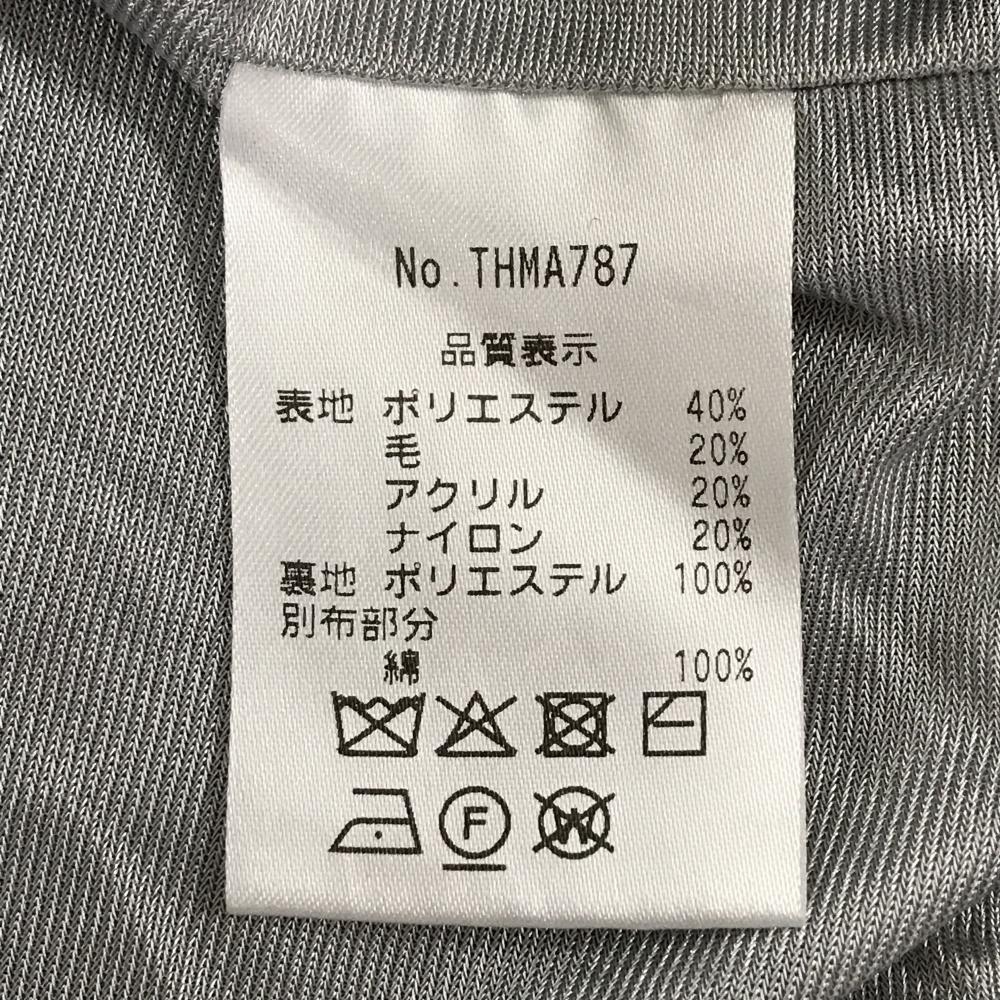 No.THMA787
品質表示
表地 ポリエステル 40%
毛 20%
アクリル 20%
ナイロン 20%
裏地 ポリエステル 100%
別布部分
綿 100%
F W